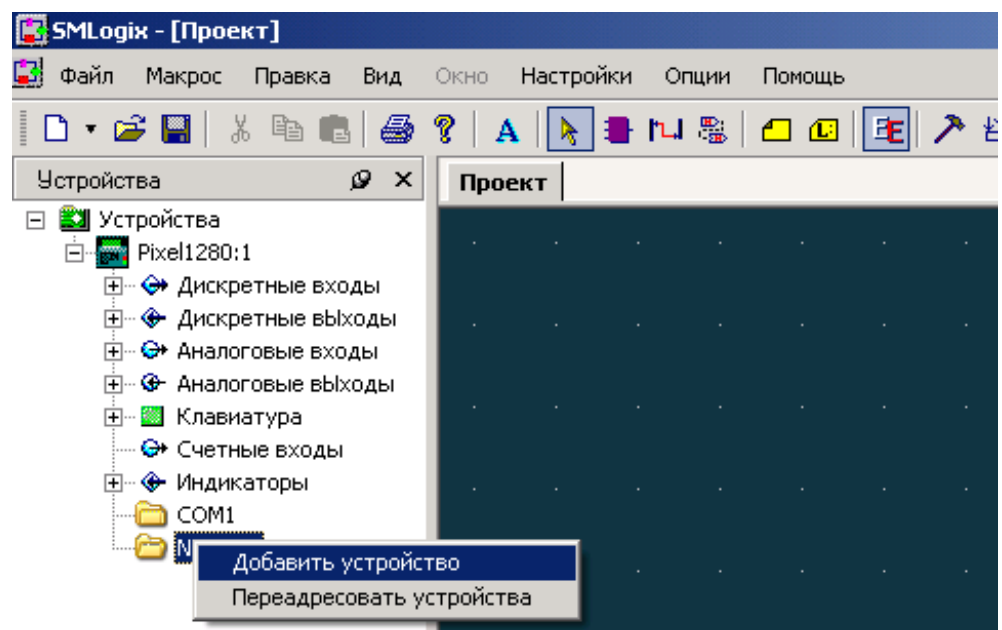 SMLogix - [Проект]
Файл Макрос Правка Вид Окно Настройки Опции Помощь
Устройства
Проект
Устройства
Pixel1280:1
Дискретные входы
Дискретные вЫходы
Аналоговые входы
Аналоговые вЫходы
Клавиатура
Счетные входы
Индикаторы
COM1
Добавить устройство
Переадресовать устройства